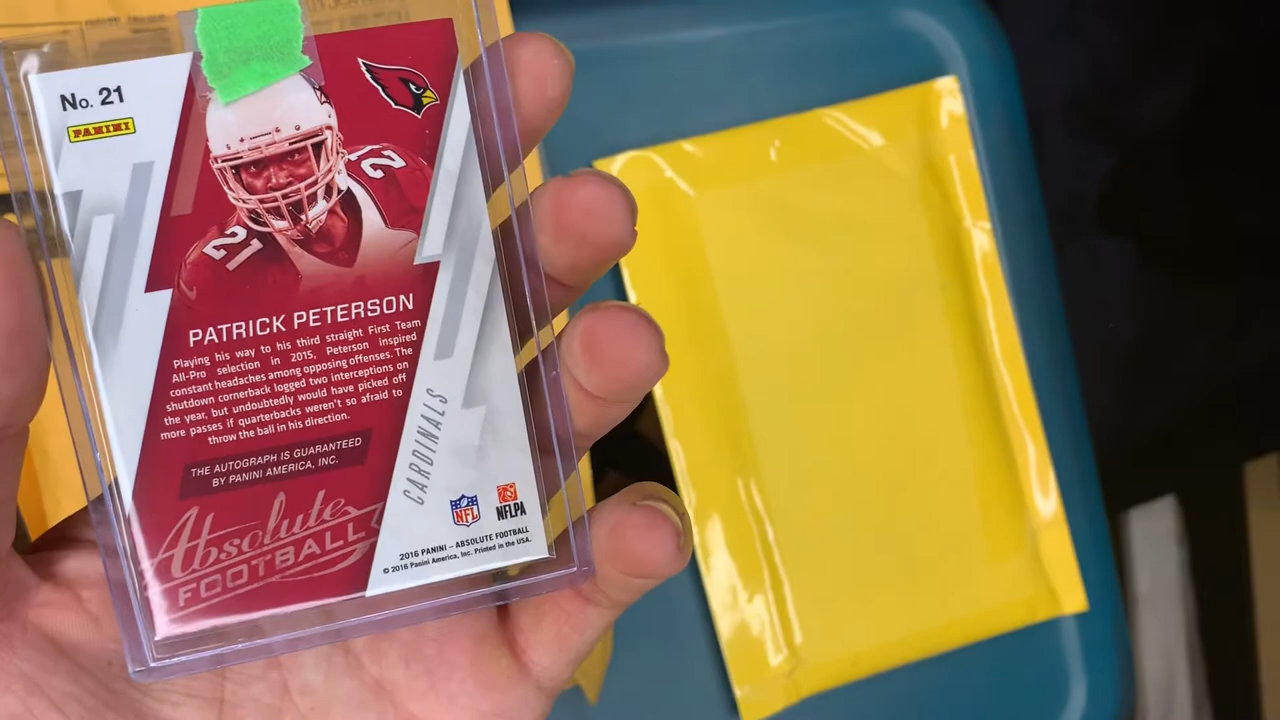 No. 21
PANINI
21
21
PATRICK PETERSON
Playing his way to his third straight First Team
All-Pro selection in 2015, Peterson inspired
constant headaches among opposing offenses. The
shutdown cornerback logged two interceptions on
the year, but undoubtedly would have picked off
more passes if quarterbacks weren't so afraid to
throw the ball in his direction.
THE AUTOGRAPH IS GUARANTEED
BY PANINI AMERICA, INC.
CARDINALS
Absolute
FOOTBALL
NFL
NFLPA
2016 PANINI – ABSOLUTE FOOTBALL
© 2016 Panini America, Inc. Printed in the USA.